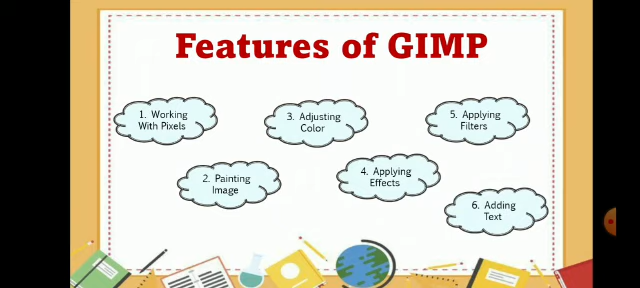 Features of GIMP
1. Working
With Pixels
2. Painting
Image
3. Adjusting
Color
4. Applying
Effects
5. Applying
Filters
6. Adding
Text